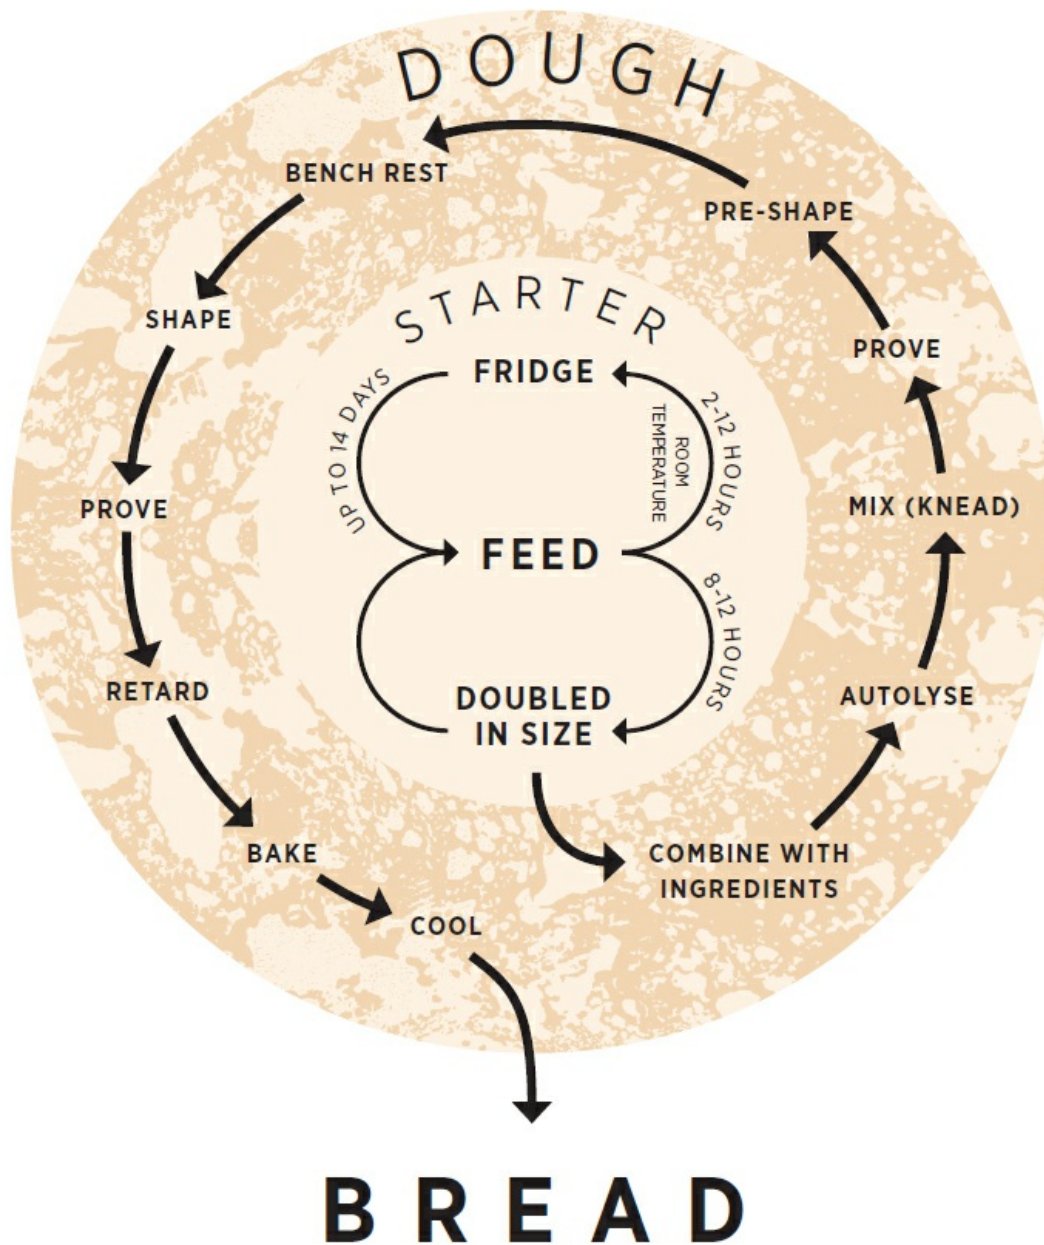 DOUGH
BENCH REST
PRE-SHAPE
SHAPE
PROVE
PROVE
MIX (KNEAD)
RETARD
AUTOLYSE
BAKE
COMBINE WITH
INGREDIENTS
COOL
STARTER
FRIDGE
UP TO 14 DAYS
ROOM
TEMPERATURE
2-12 HOURS
FEED
8-12 HOURS
DOUBLED
IN SIZE
BREAD